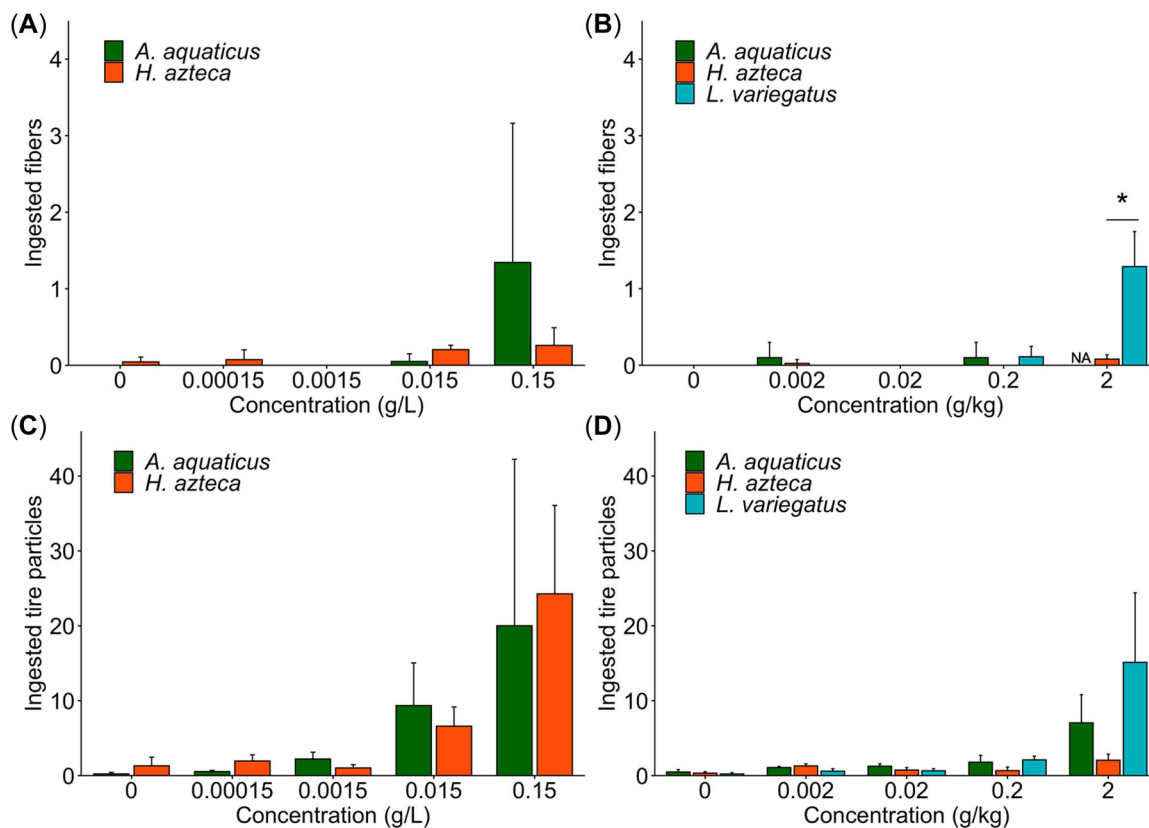 (A)
A. aquaticus
H. azteca
Ingested fibers
4
3
2
1
0
0 0.00015 0.0015 0.015 0.15
Concentration (g/L)
(B)
A. aquaticus
H. azteca
L. variegatus
Ingested fibers
4
3
2
1
0
*
NA
0 0.002 0.02 0.2 2
Concentration (g/kg)
(C)
A. aquaticus
H. azteca
Ingested tire particles
40
30
20
10
0
0 0.00015 0.0015 0.015 0.15
Concentration (g/L)
(D)
A. aquaticus
H. azteca
L. variegatus
Ingested tire particles
40
30
20
10
0
0 0.002 0.02 0.2 2
Concentration (g/kg)